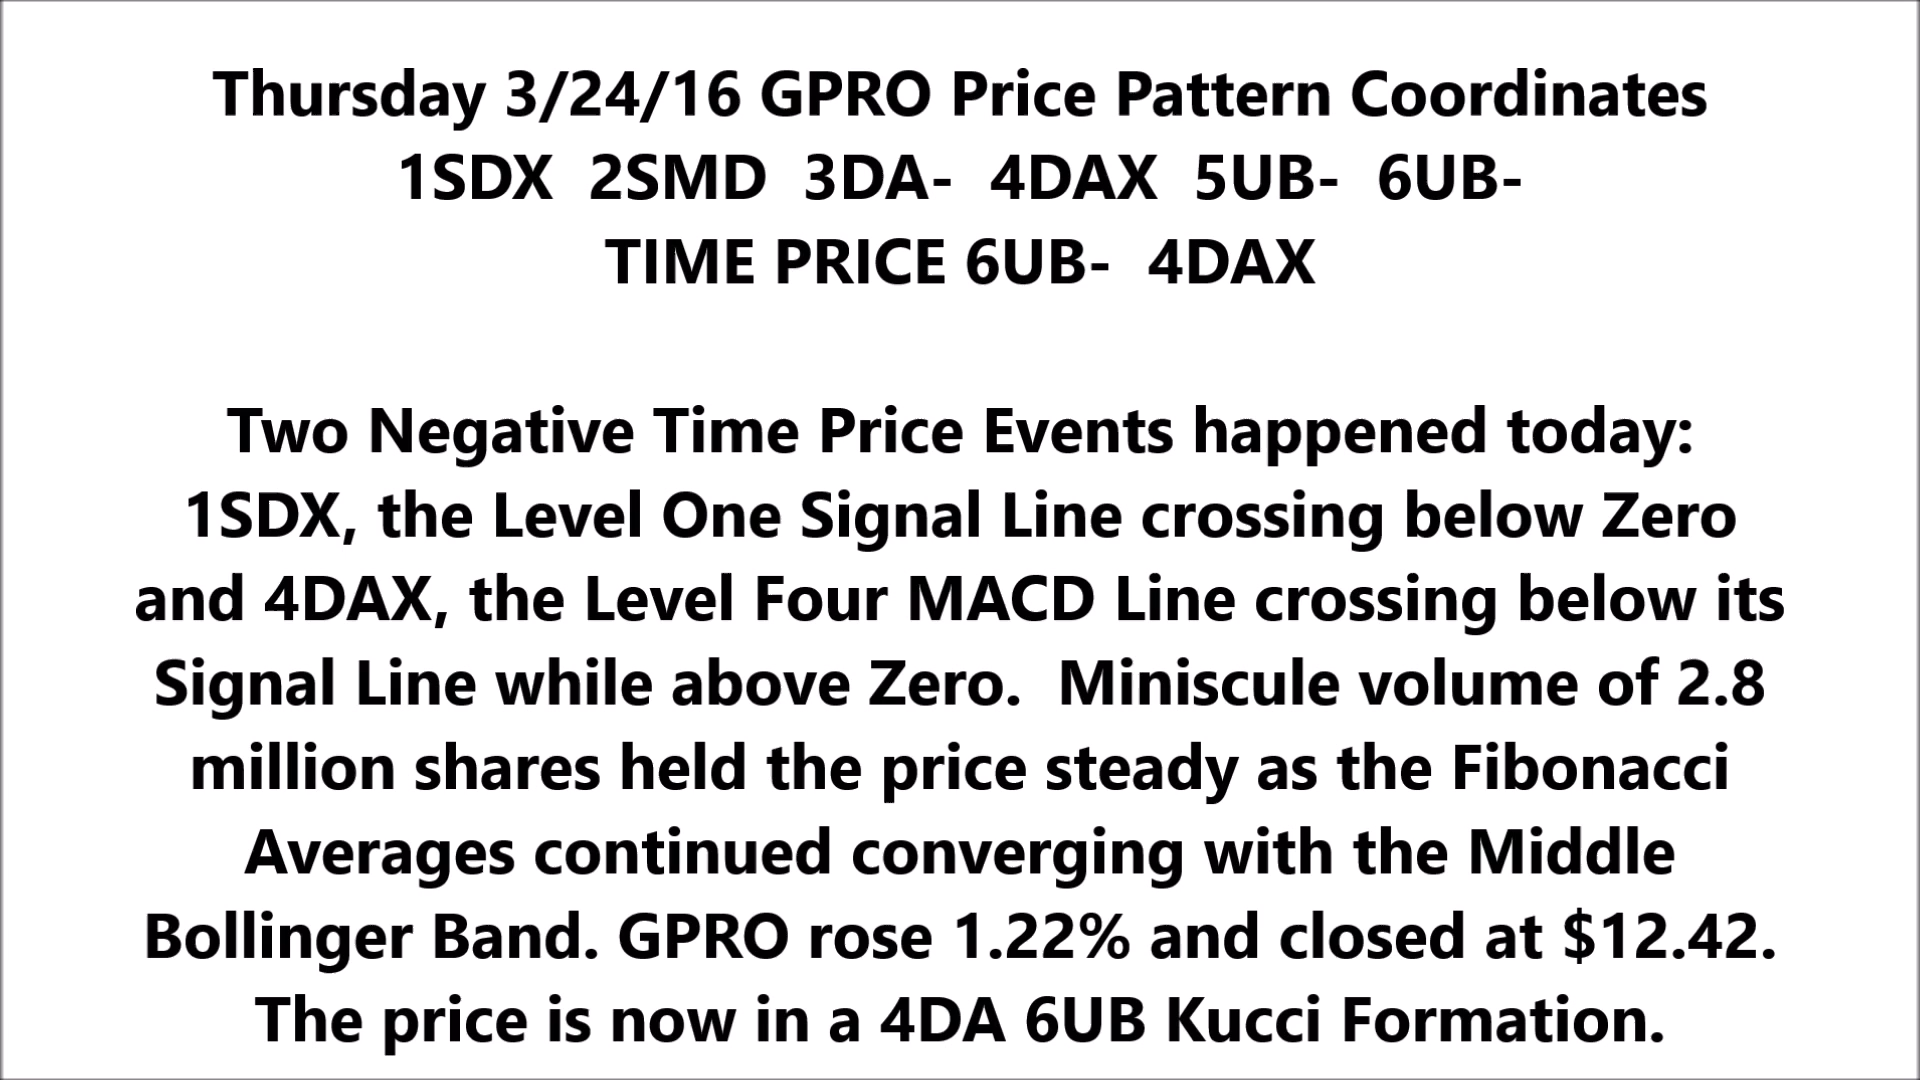 Thursday 3/24/16 GPRO Price Pattern Coordinates
1SDX 2SMD 3DA- 4DAX 5UB- 6UB-
TIME PRICE 6UB- 4DAX
Two Negative Time Price Events happened today:
1SDX, the Level One Signal Line crossing below Zero
and 4DAX, the Level Four MACD Line crossing below its
Signal Line while above Zero. Miniscule volume of 2.8
million shares held the price steady as the Fibonacci
Averages continued converging with the Middle
Bollinger Band. GPRO rose 1.22% and closed at $12.42.
The price is now in a 4DA 6UB Kucci Formation.